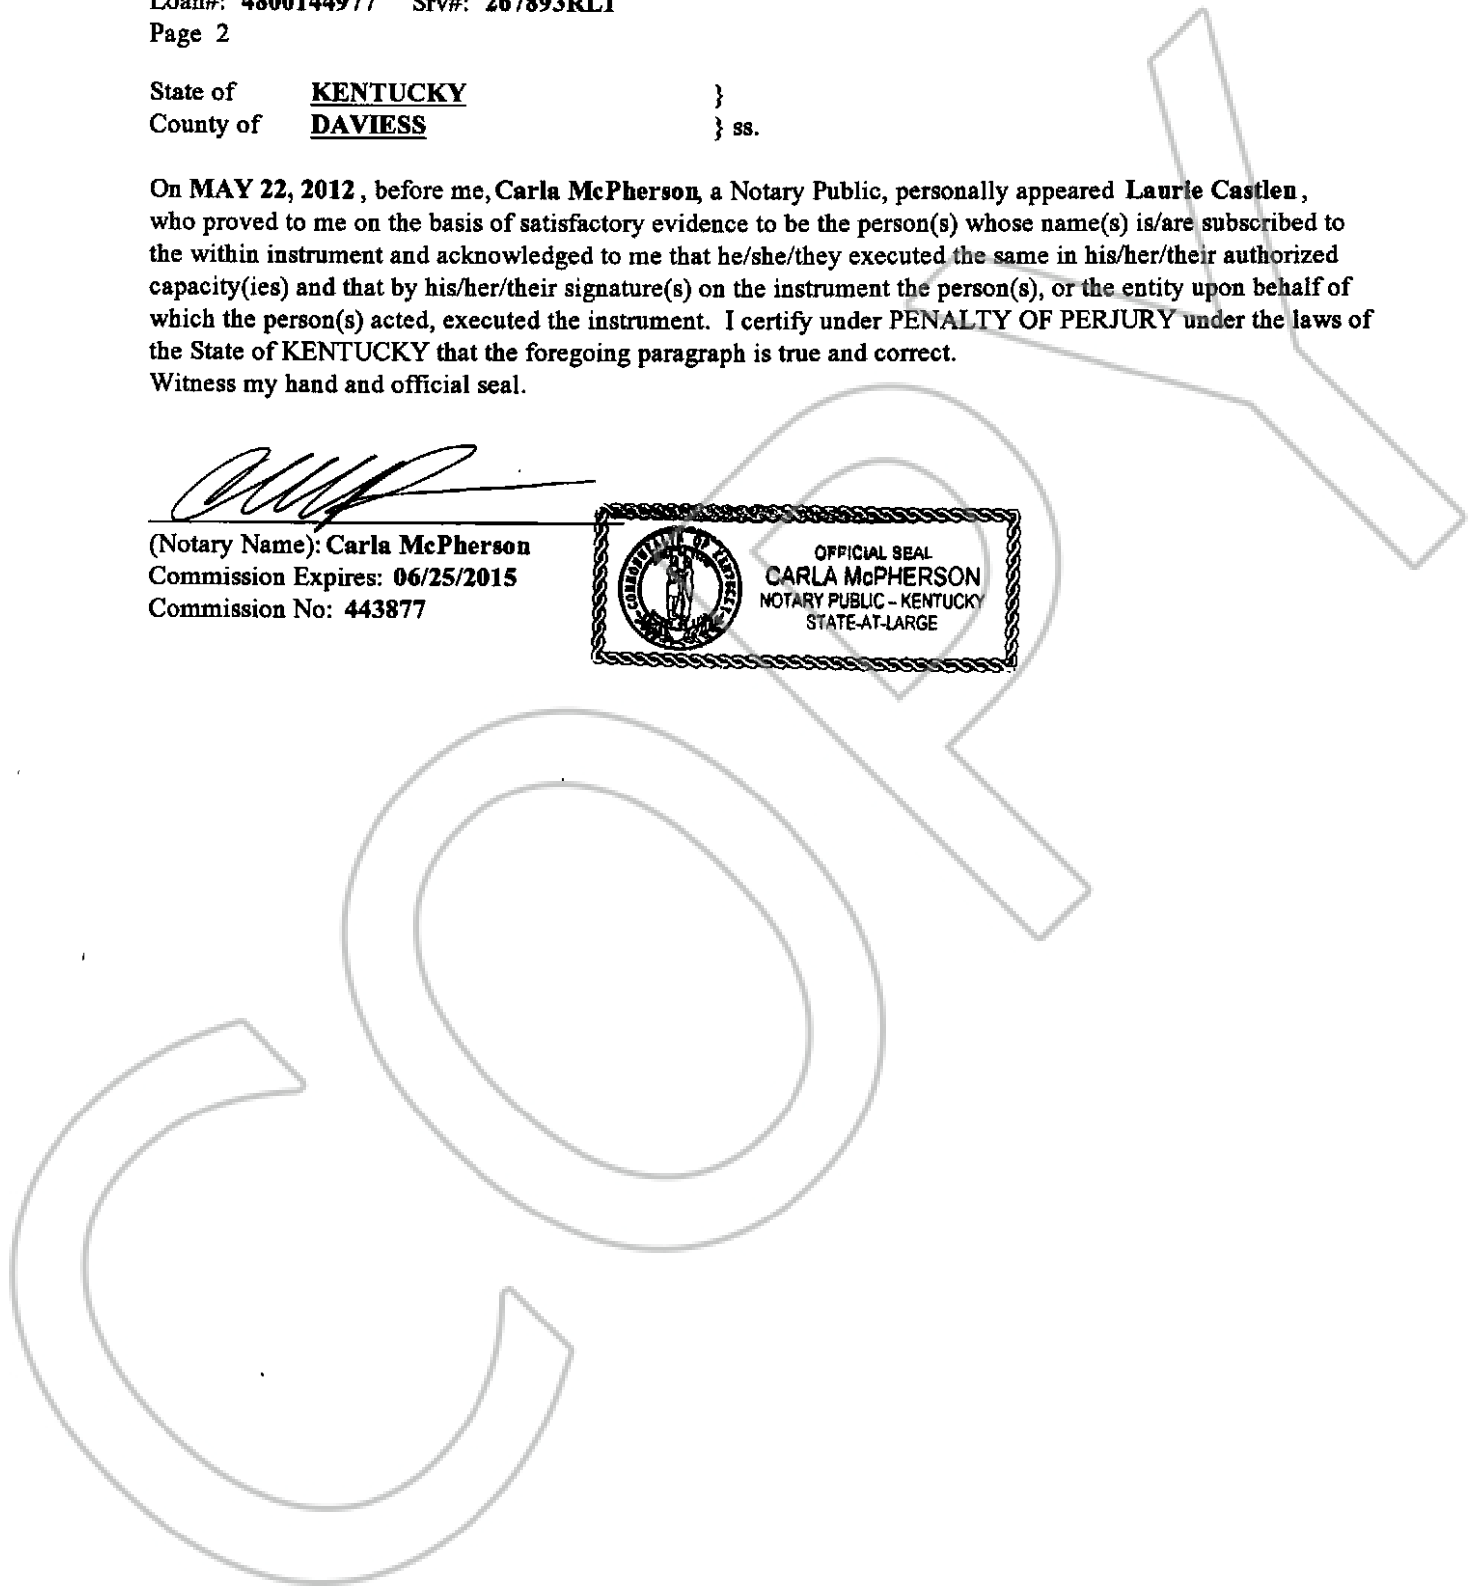 Loan#: 4800144977 Srv#: 267893RL1
Page 2
State of KENTUCKY }
County of DAVIESS } ss.
On MAY 22, 2012 , before me, Carla McPherson, a Notary Public, personally appeared Laurie Castlen ,
who proved to me on the basis of satisfactory evidence to be the person(s) whose name(s) is/are subscribed to
the within instrument and acknowledged to me that he/she/they executed the same in his/her/their authorized
capacity(ies) and that by his/her/their signature(s) on the instrument the person(s), or the entity upon behalf of
which the person(s) acted, executed the instrument. I certify under PENALTY OF PERJURY under the laws of
the State of KENTUCKY that the foregoing paragraph is true and correct.
Witness my hand and official seal.
(Notary Name): Carla McPherson
Commission Expires: 06/25/2015
Commission No: 443877
OFFICIAL SEAL
CARLA McPHERSON
NOTARY PUBLIC – KENTUCKY
STATE-AT-LARGE
COMMONWEALTH OF KENTUCKY
COPY